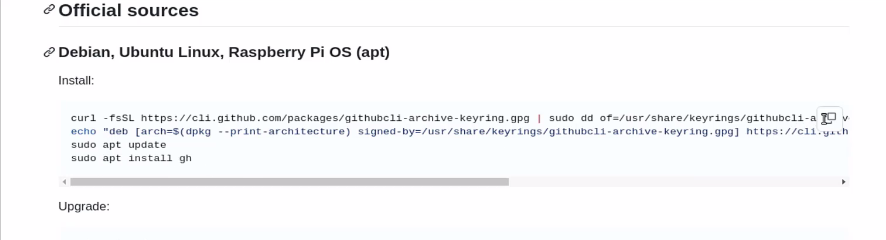 Official sources
Debian, Ubuntu Linux, Raspberry Pi OS (apt)
Install:
curl -fsSL https://cli.github.com/packages/githubcli-archive-keyring.gpg | sudo dd of=/usr/share/keyrings/githubcli-a
echo "deb [arch=$(dpkg --print-architecture) signed-by=/usr/share/keyrings/githubcli-archive-keyring.gpg] https://cli.gith
sudo apt update
sudo apt install gh
Upgrade: